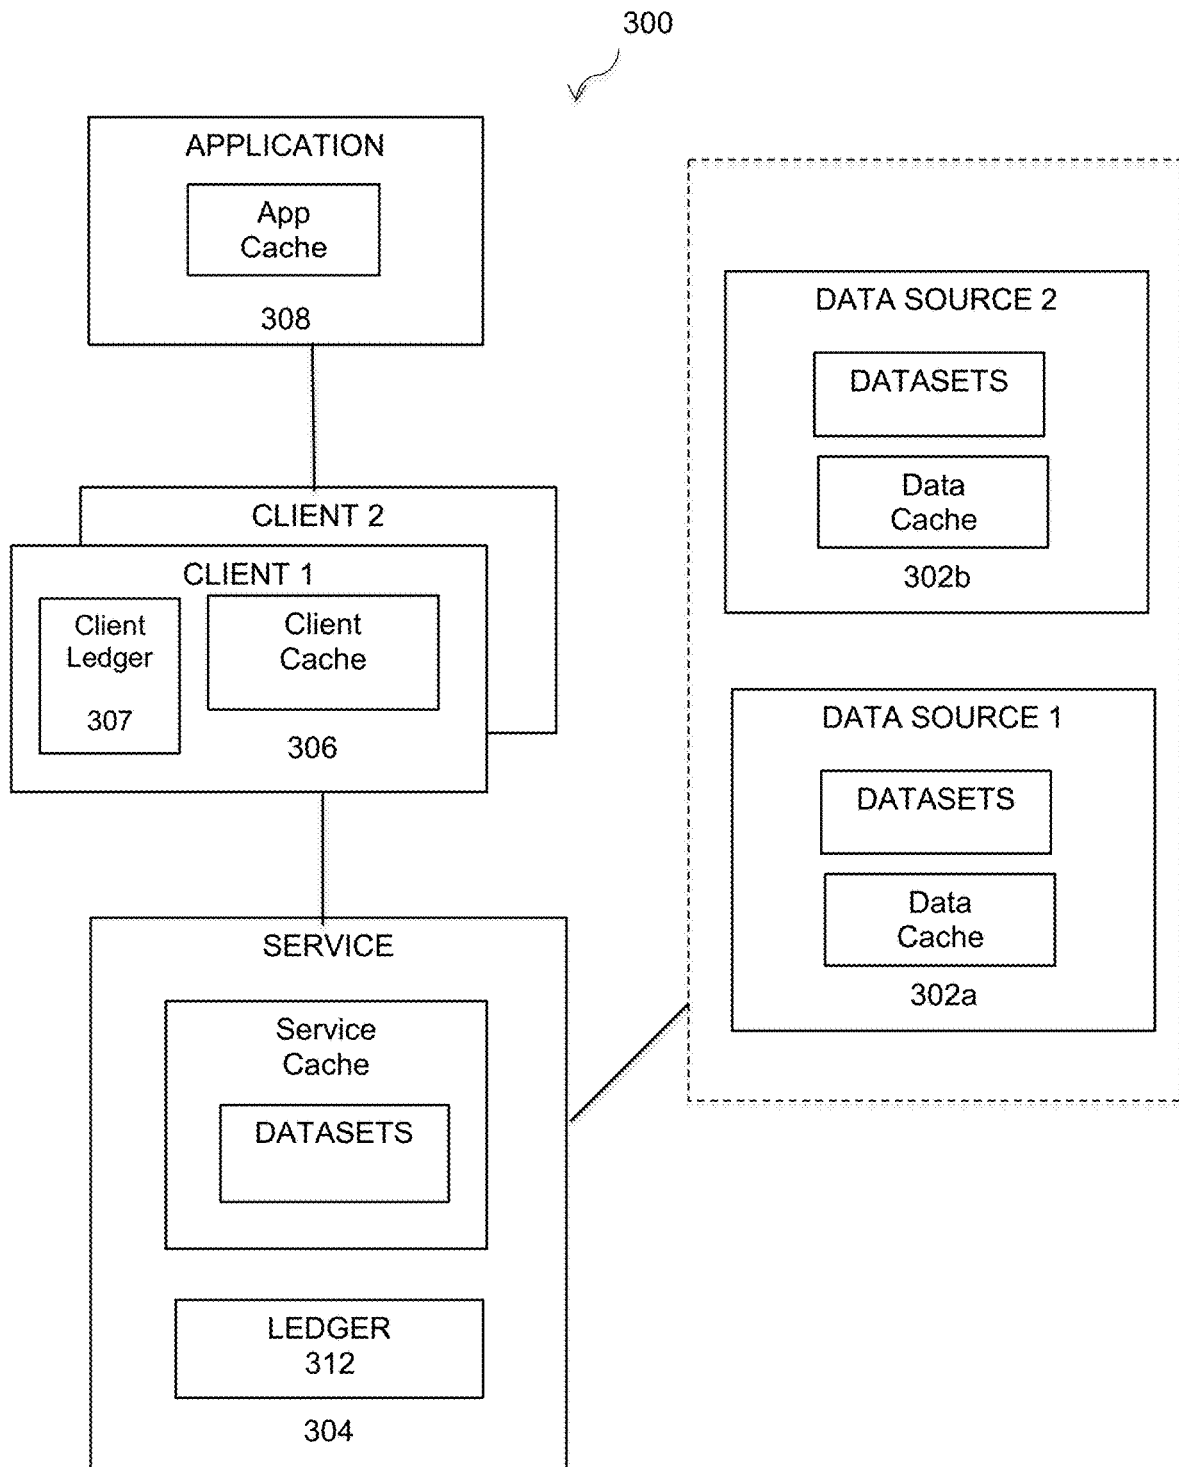 300
APPLICATION
App
Cache
308
CLIENT 2
CLIENT 1
Client
Ledger
307
Client
Cache
306
SERVICE
Service
Cache
DATASETS
LEDGER
312
304
DATA SOURCE 2
DATASETS
Data
Cache
302b
DATA SOURCE 1
DATASETS
Data
Cache
302a